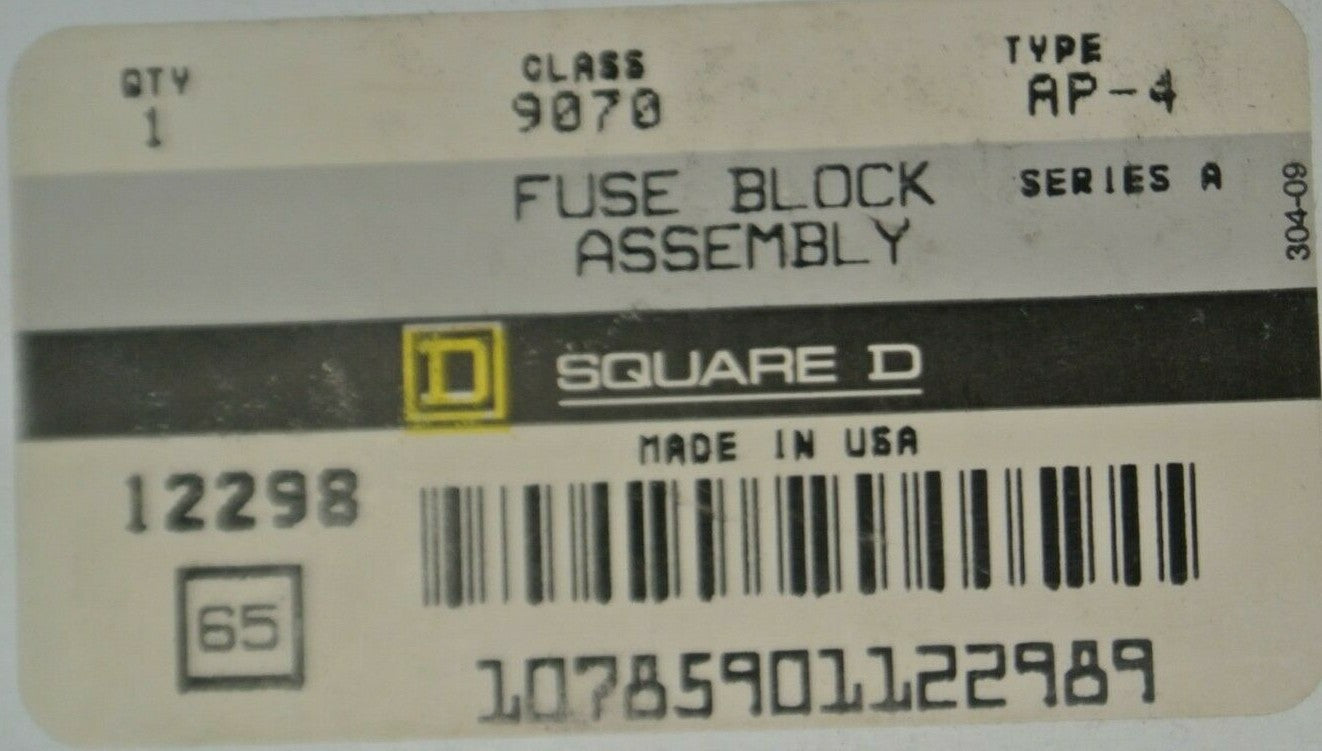 QTY
1
CLASS
9070
TYPE
AP-4
FUSE BLOCK
ASSEMBLY
SERIES A
304-09
D SQUARE D
MADE IN USA
12298
65
10785901122989